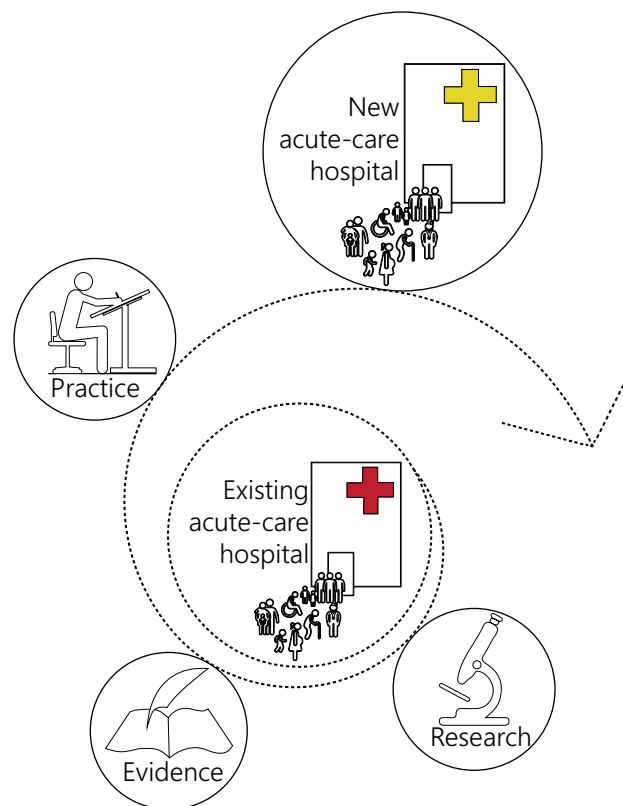 New
acute-care
hospital
Practice
Existing
acute-care
hospital
Research
Evidence